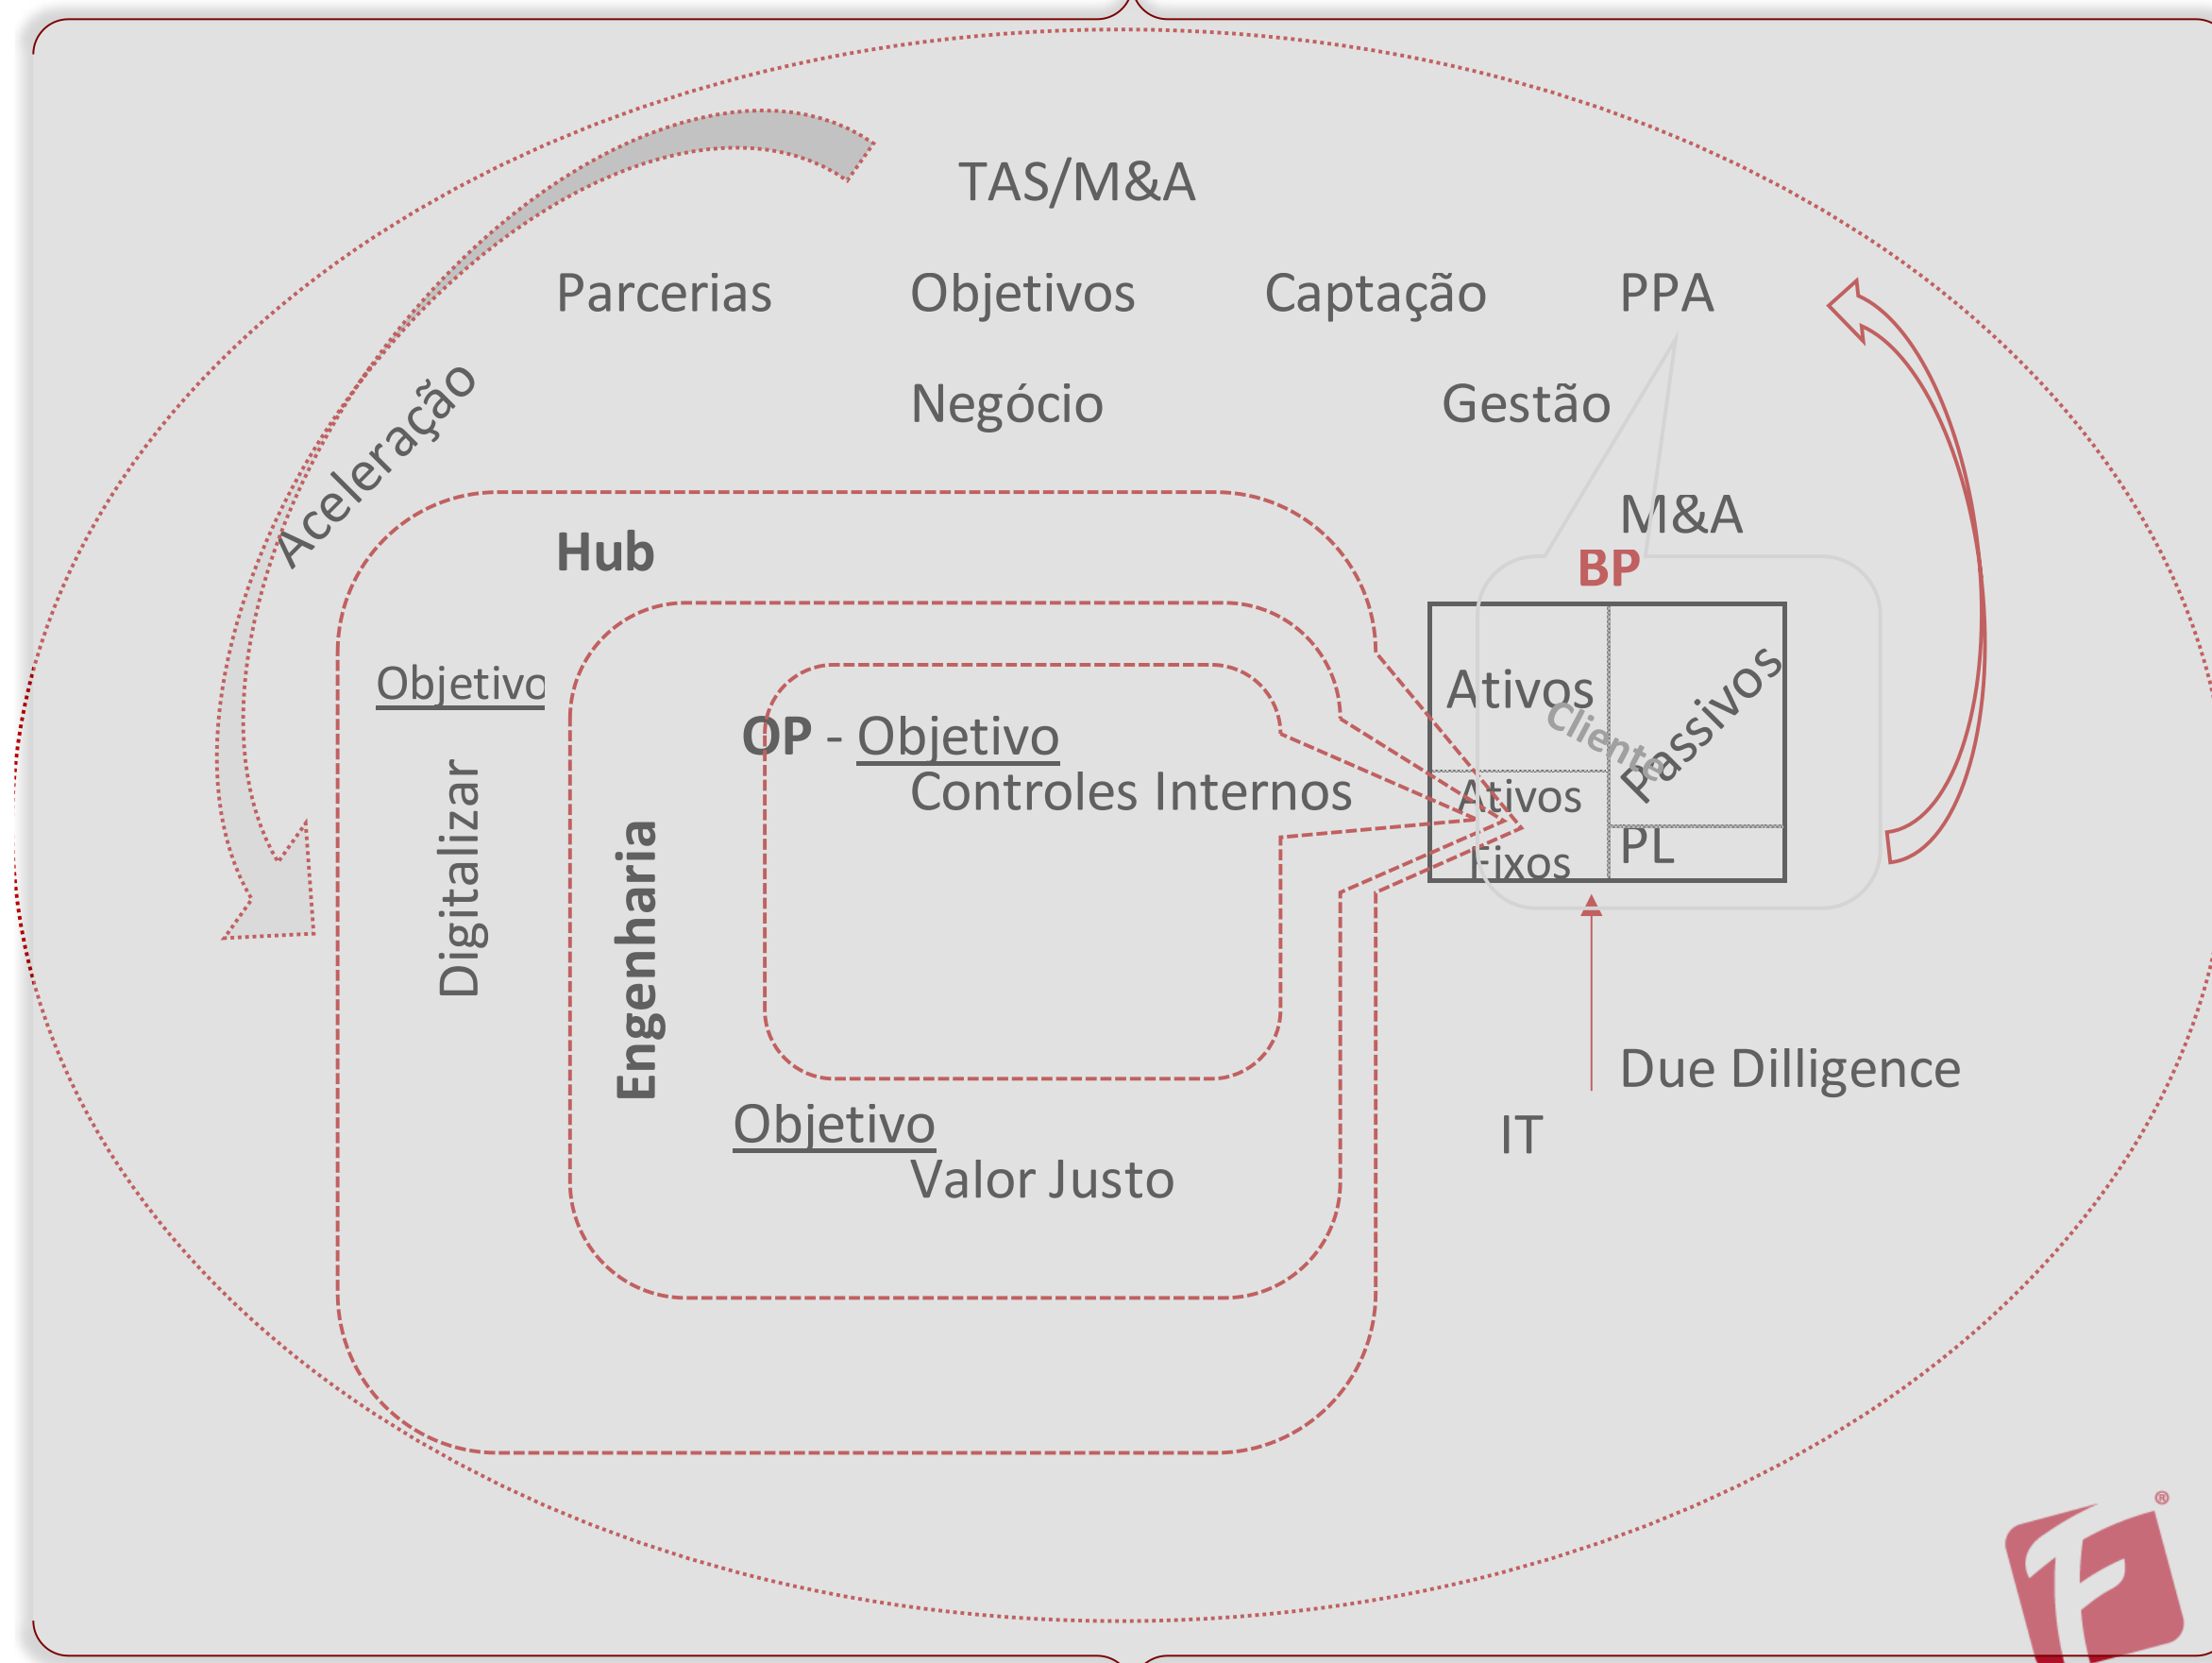 TAS/M&A
Parcerias Objetivos Captação PPA
Negócio Gestão
Aceleração
M&A
Hub
BP
Objetivo
Ativos
Passivos
Cliente
OP - Objetivo
Controles Internos
Ativos
Fixos
PL
Digitalizar
Engenharia
Due Dilligence
Objetivo
IT
Valor Justo
®